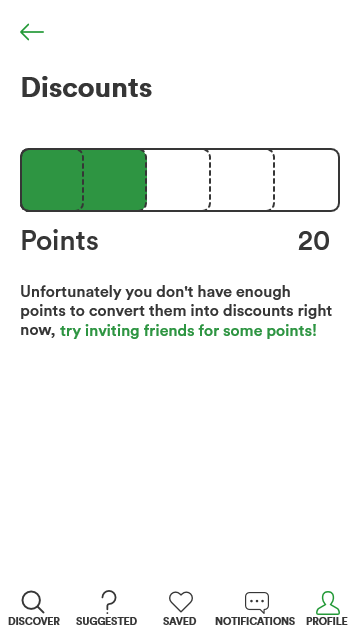 Discounts
Points 20
Unfortunately you don't have enough
points to convert them into discounts right
now, try inviting friends for some points!
DISCOVER SUGGESTED SAVED NOTIFICATIONS PROFILE